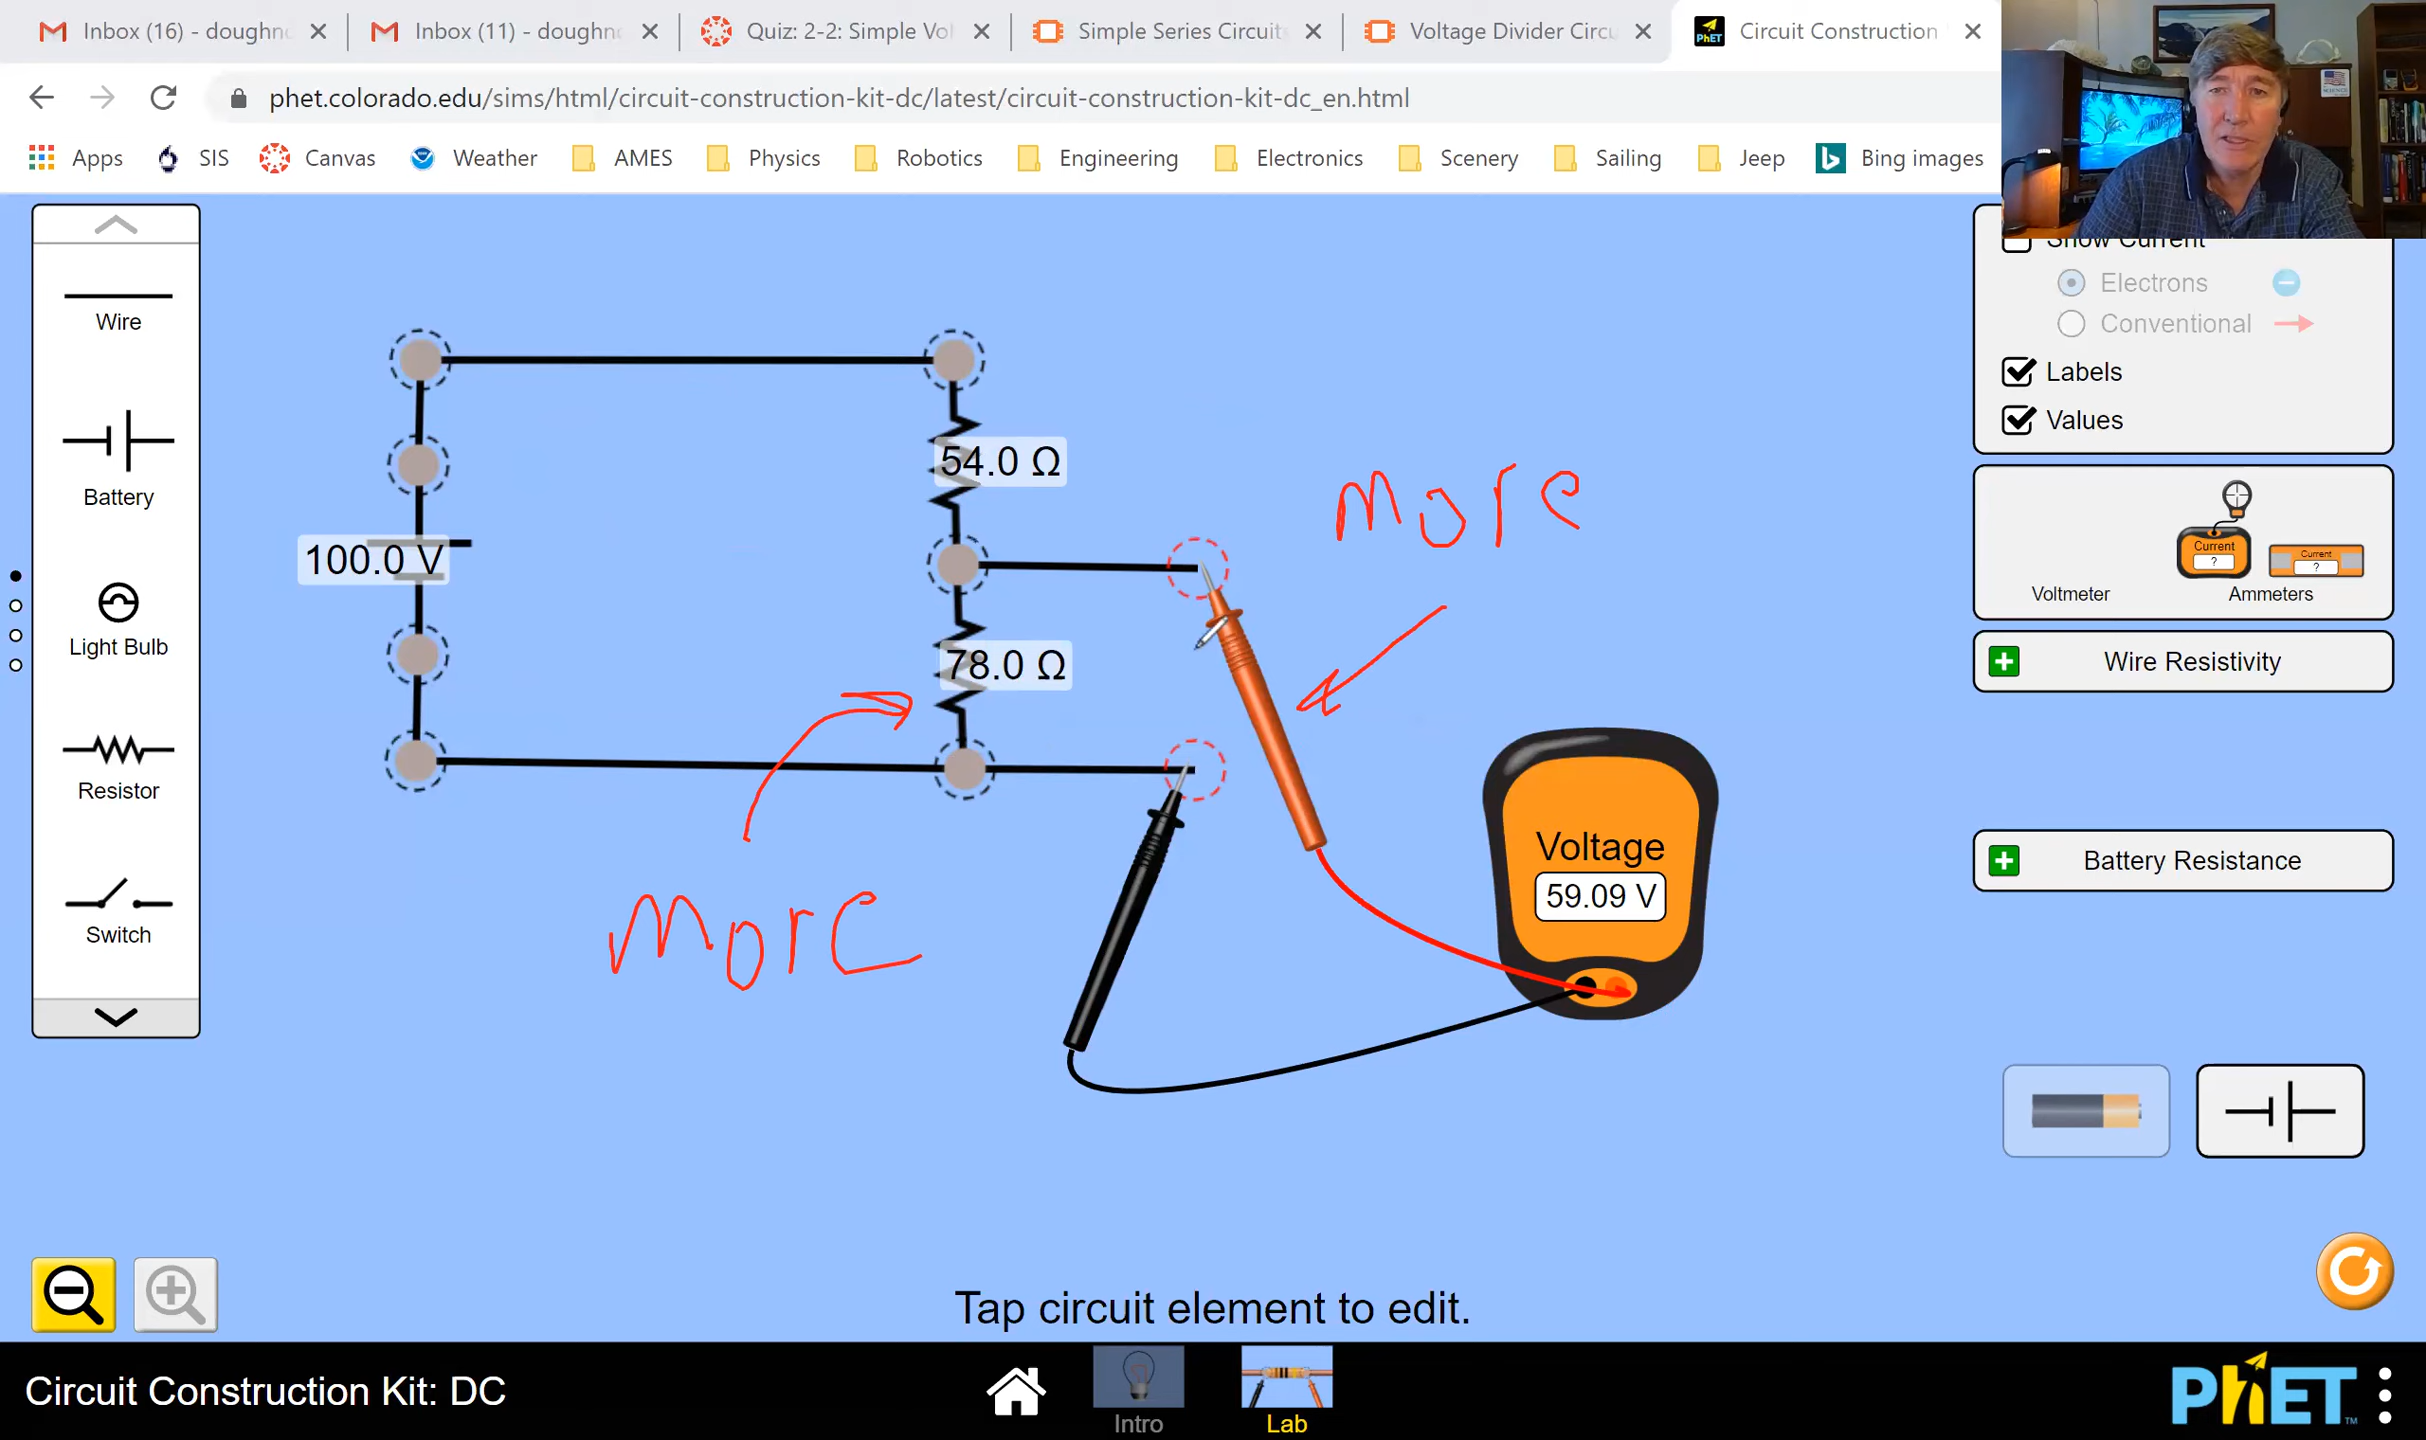 Inbox (16) - doughn
Inbox (11) - doughn
Quiz: 2-2: Simple Vol
Simple Series Circuits
Voltage Divider Circu
Circuit Construction
phet.colorado.edu/sims/html/circuit-construction-kit-dc/latest/circuit-construction-kit-dc_en.html
Apps SIS Canvas Weather AMES Physics Robotics Engineering Electronics Scenery Sailing Jeep Bing images
Wire
Battery
Light Bulb
Resistor
Switch
100.0 V
54.0 Ω
78.0 Ω
more
more
Voltage
59.09 V
Show Current
Electrons
Conventional
Labels
Values
Current
?
Current
?
Voltmeter
Ammeters
Wire Resistivity
Battery Resistance
Tap circuit element to edit.
Circuit Construction Kit: DC
Intro
Lab
PhET